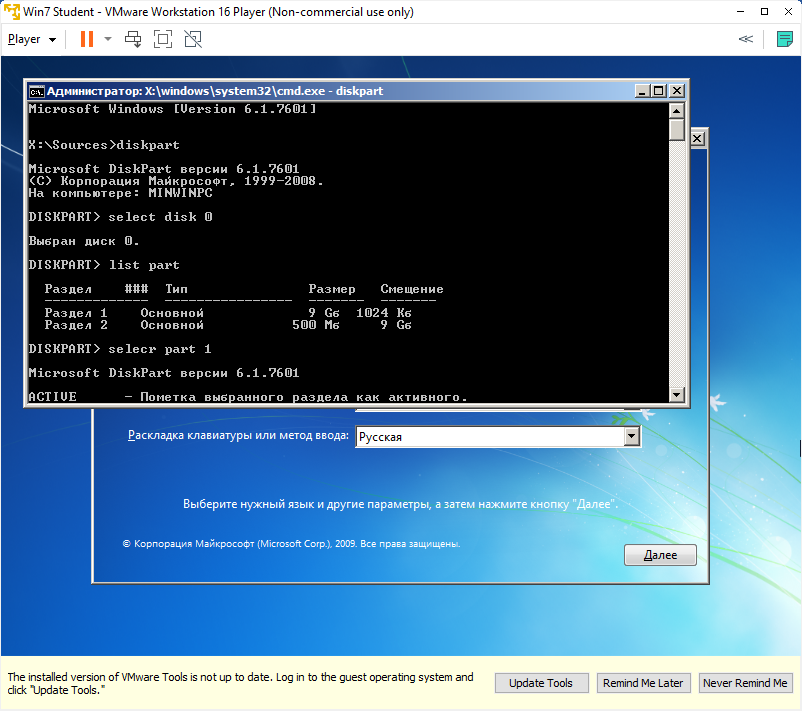 Win7 Student - VMware Workstation 16 Player (Non-commercial use only)
Player
Администратор: X:\windows\system32\cmd.exe - diskpart
Microsoft Windows [Version 6.1.7601]
X:\Sources>diskpart
Microsoft DiskPart версии 6.1.7601
(C) Корпорация Майкрософт, 1999-2008.
На компьютере: MINWINPC
DISKPART> select disk 0
Выбран диск 0.
DISKPART> list part
Раздел    ###  Тип               Размер   Смещение
-------------  ----------------  -------  -------
Раздел 1    Основной             9 Gб  1024 Кб
Раздел 2    Основной           500 Mб     9 Gб
DISKPART> selecr part 1
Microsoft DiskPart версии 6.1.7601
ACTIVE      - Пометка выбранного раздела как активного.
Раскладка клавиатуры или метод ввода: Русская
Выберите нужный язык и другие параметры, а затем нажмите кнопку "Далее".
© Корпорация Майкрософт (Microsoft Corp.), 2009. Все права защищены.
Далее
The installed version of VMware Tools is not up to date. Log in to the guest operating system and
click "Update Tools."
Update Tools
Remind Me Later
Never Remind Me